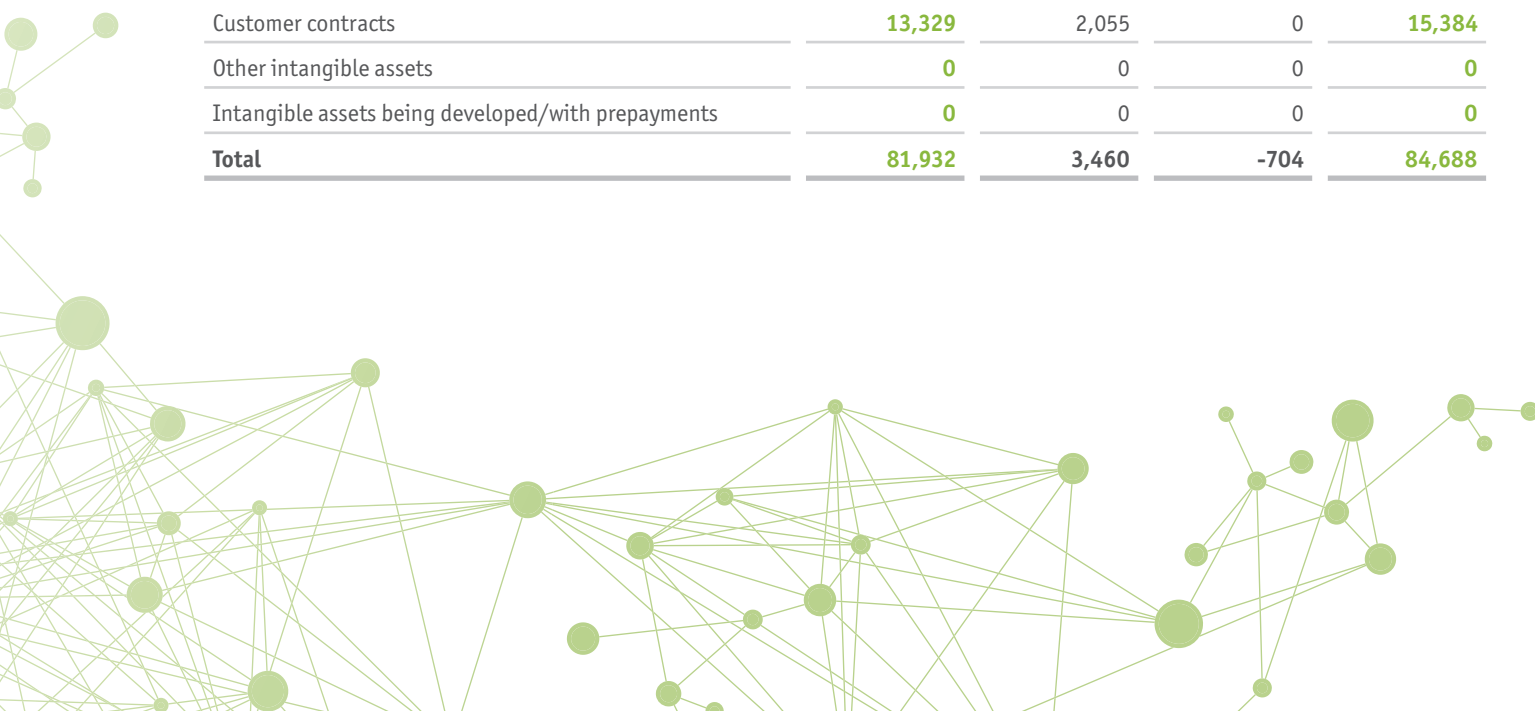 Customer contracts 13,329 2,055 0 15,384
Other intangible assets 0 0 0 0
Intangible assets being developed/with prepayments 0 0 0 0
Total 81,932 3,460 -704 84,688